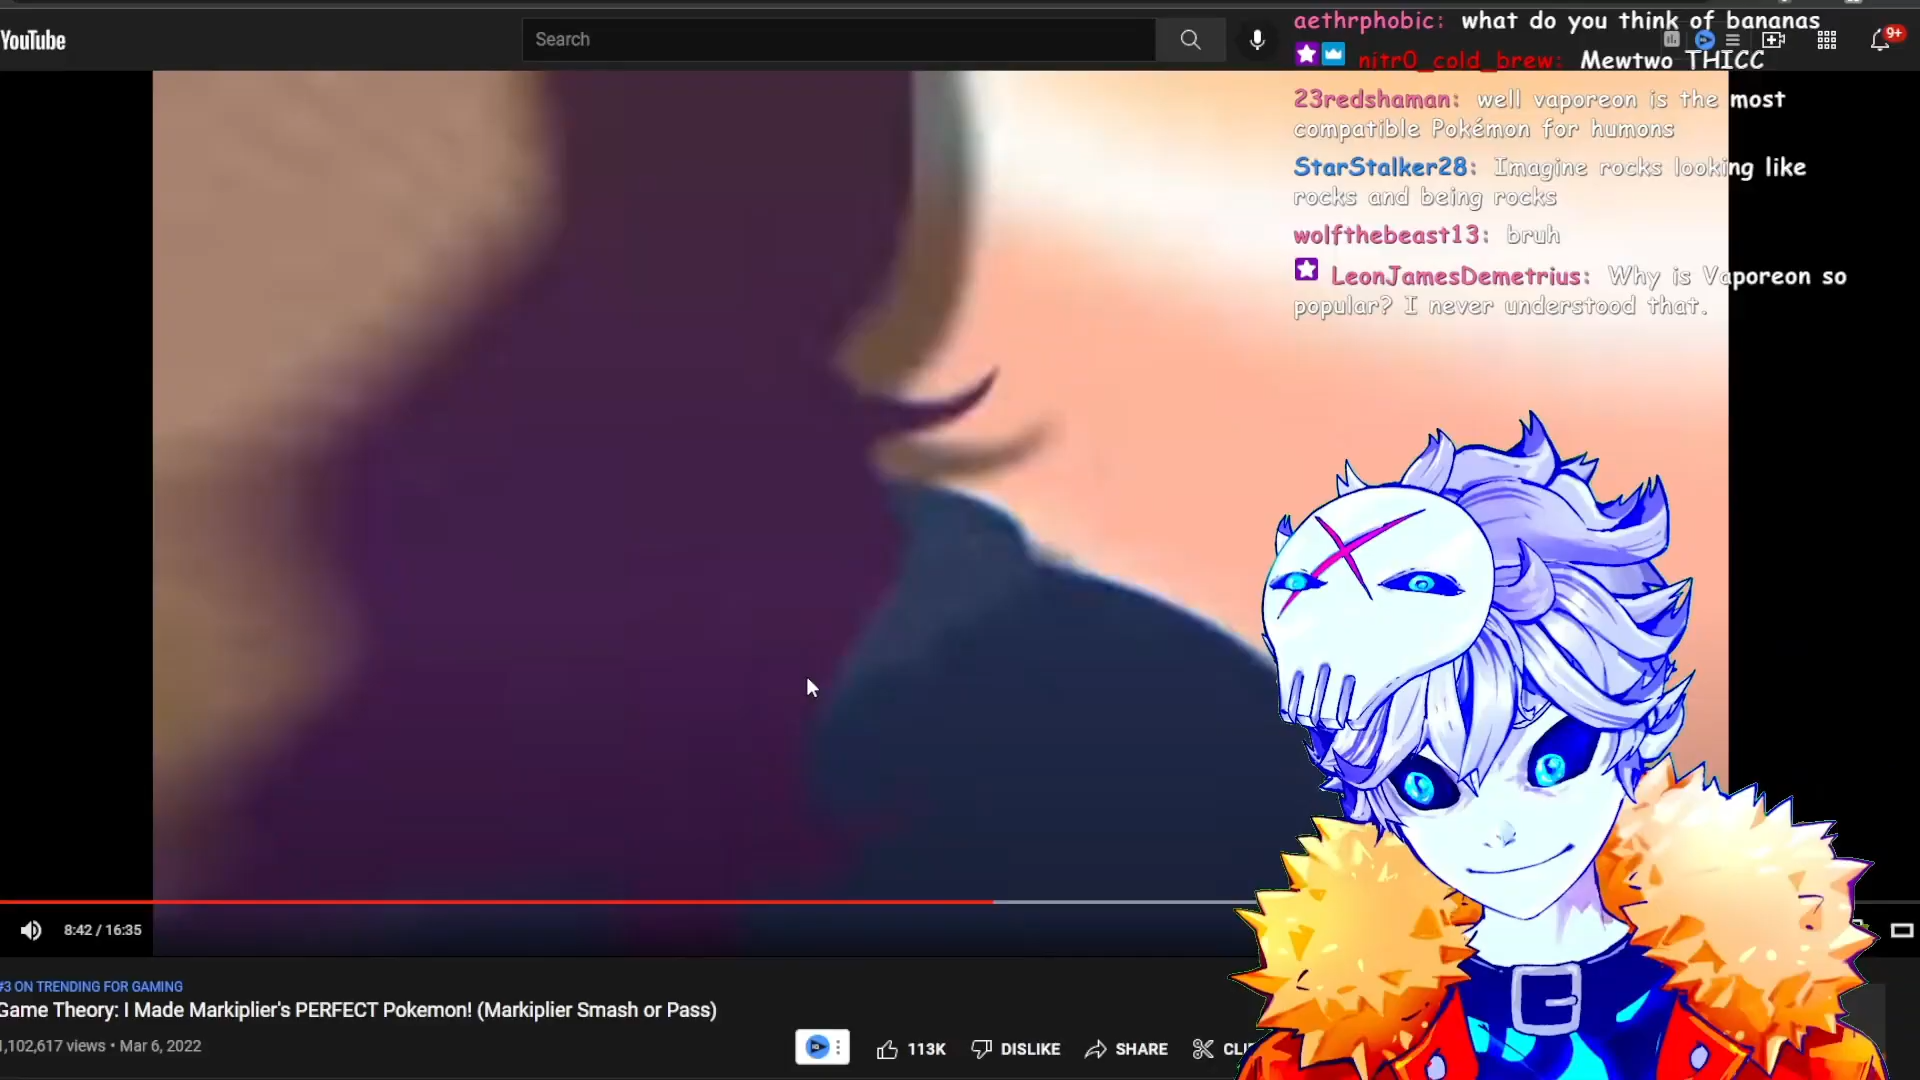 YouTube
Search
9+
aethrphobic: what do you think of bananas
nitr0_cold_brew: Mewtwo THICC
23redshaman: well vaporeon is the most
compatible Pokémon for humons
StarStalker28: Imagine rocks looking like
rocks and being rocks
wolfthebeast13: bruh
LeonJamesDemetrius: Why is Vaporeon so
popular? I never understood that.
8:42 / 16:35
#3 ON TRENDING FOR GAMING
Game Theory: I Made Markiplier's PERFECT Pokemon! (Markiplier Smash or Pass)
1,102,617 views • Mar 6, 2022
113K DISLIKE SHARE CLI